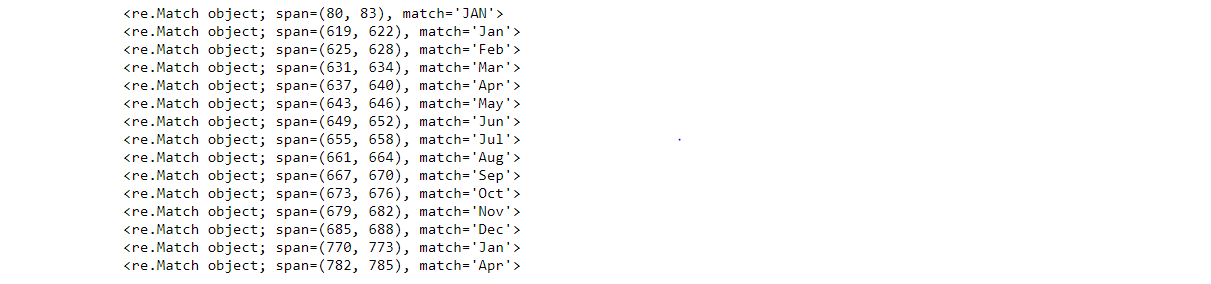 <re.Match object; span=(80, 83), match='JAN'>
<re.Match object; span=(619, 622), match='Jan'>
<re.Match object; span=(625, 628), match='Feb'>
<re.Match object; span=(631, 634), match='Mar'>
<re.Match object; span=(637, 640), match='Apr'>
<re.Match object; span=(643, 646), match='May'>
<re.Match object; span=(649, 652), match='Jun'>
<re.Match object; span=(655, 658), match='Jul'>
<re.Match object; span=(661, 664), match='Aug'>
<re.Match object; span=(667, 670), match='Sep'>
<re.Match object; span=(673, 676), match='Oct'>
<re.Match object; span=(679, 682), match='Nov'>
<re.Match object; span=(685, 688), match='Dec'>
<re.Match object; span=(770, 773), match='Jan'>
<re.Match object; span=(782, 785), match='Apr'>